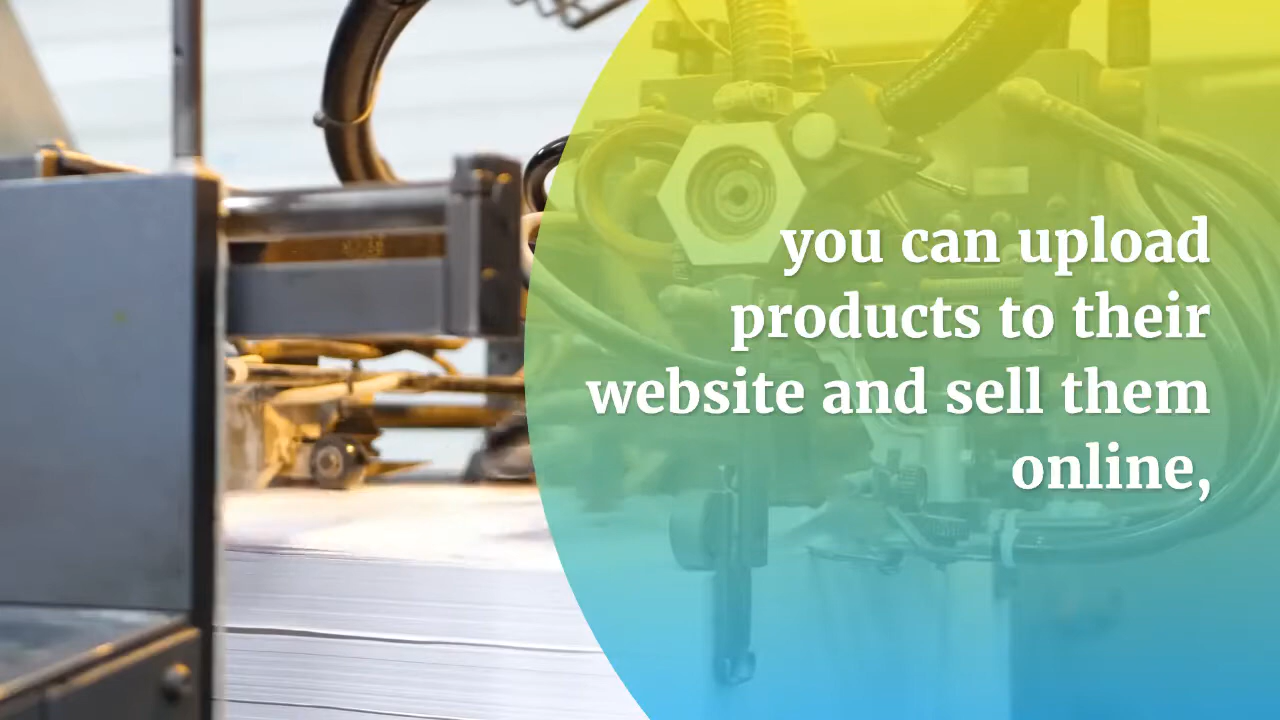 you can upload
products to their
website and sell them
online,